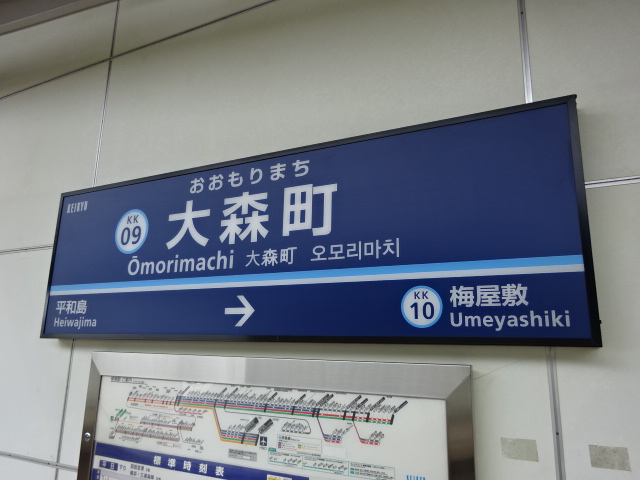 KEIKYU
おおもりまち
KK
09
大森町
Ōmorimachi 大森町 오모리마치
平和島
Heiwajima
→
KK
10
梅屋敷
Umeyashiki
標準時刻表